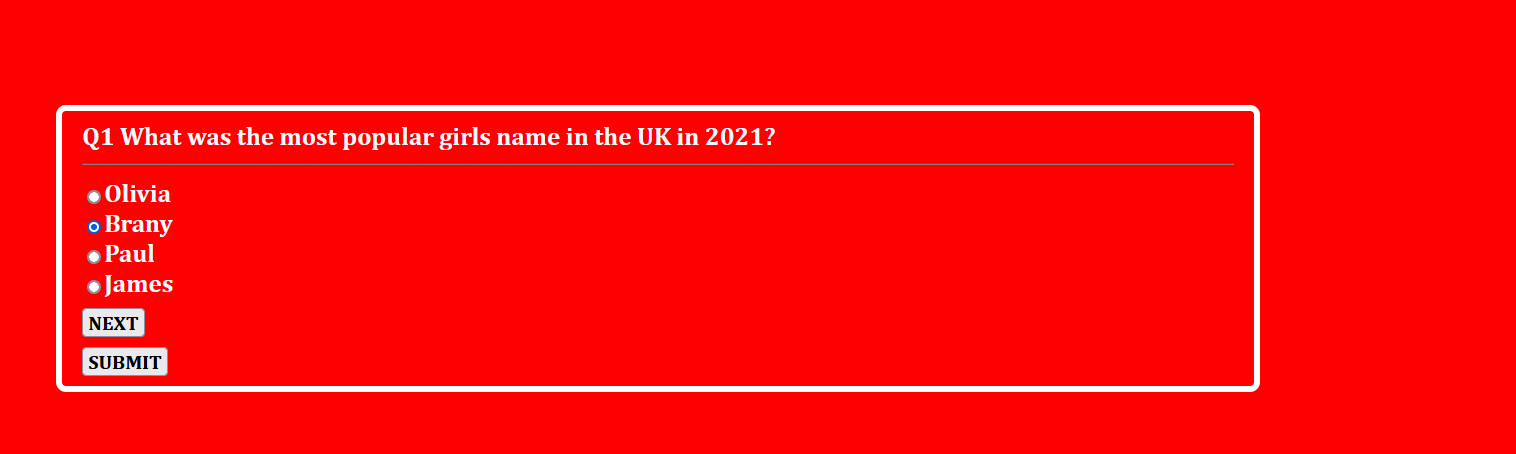 Q1 What was the most popular girls name in the UK in 2021?
Olivia
Brany
Paul
James
NEXT
SUBMIT